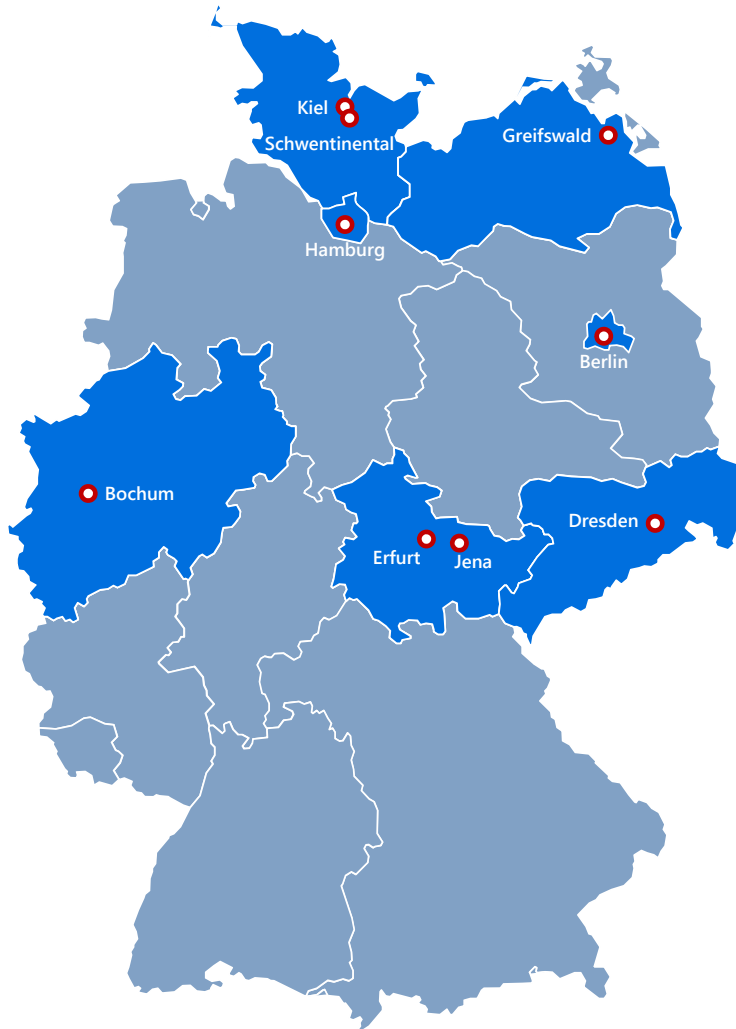 Kiel
Schwentinental
Greifswald
Hamburg
Berlin
Bochum
Dresden
Erfurt
Jena